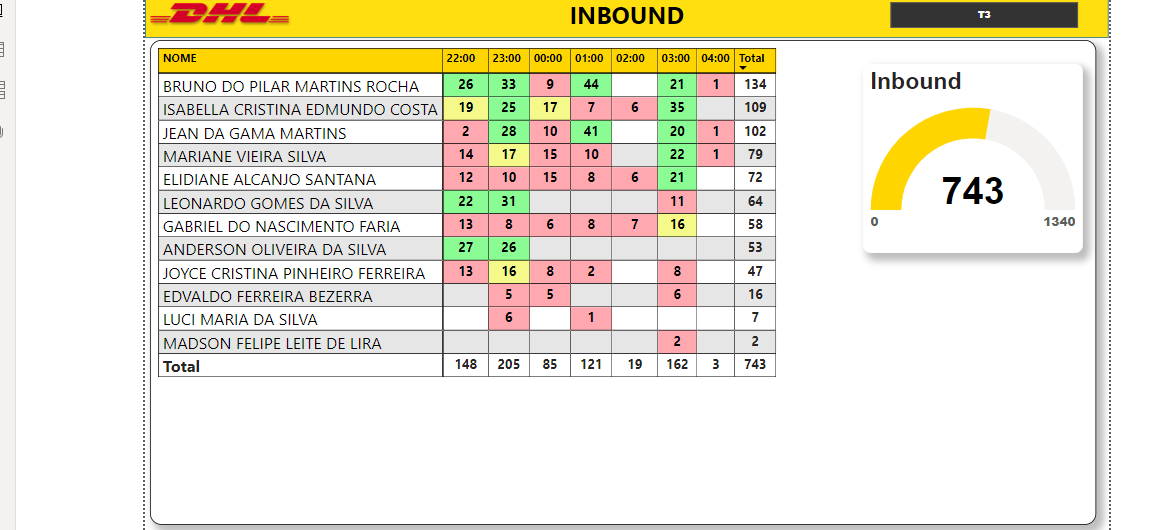 DHL
INBOUND
T3
NOME 22:00 23:00 00:00 01:00 02:00 03:00 04:00 Total
BRUNO DO PILAR MARTINS ROCHA 26 33 9 44 21 1 134
ISABELLA CRISTINA EDMUNDO COSTA 19 25 17 7 6 35 109
JEAN DA GAMA MARTINS 2 28 10 41 20 1 102
MARIANE VIEIRA SILVA 14 17 15 10 22 1 79
ELIDIANE ALCANJO SANTANA 12 10 15 8 6 21 72
LEONARDO GOMES DA SILVA 22 31 11 64
GABRIEL DO NASCIMENTO FARIA 13 8 6 8 7 16 58
ANDERSON OLIVEIRA DA SILVA 27 26 53
JOYCE CRISTINA PINHEIRO FERREIRA 13 16 8 2 8 47
EDVALDO FERREIRA BEZERRA 5 5 6 16
LUCI MARIA DA SILVA 6 1 7
MADSON FELIPE LEITE DE LIRA 2 2
Total 148 205 85 121 19 162 3 743
Inbound
743
0 1340